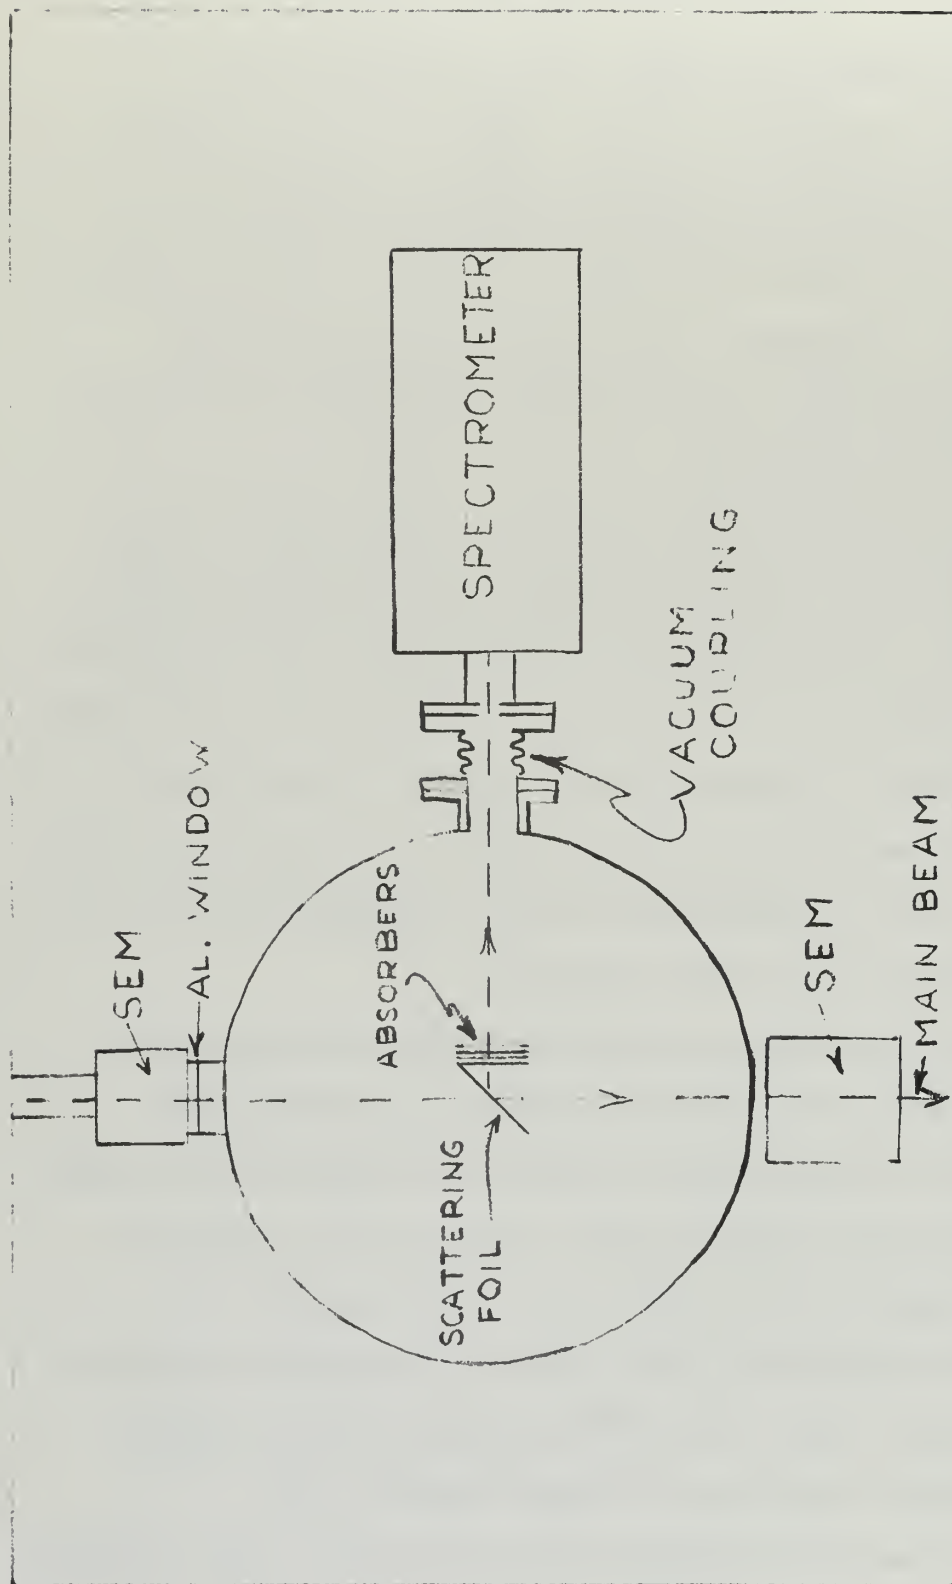 SEM
AL. WINDOW
ABSORBERS
SCATTERING
FOIL
SPECTROMETER
VACUUM
COUPLING
SEM
MAIN BEAM